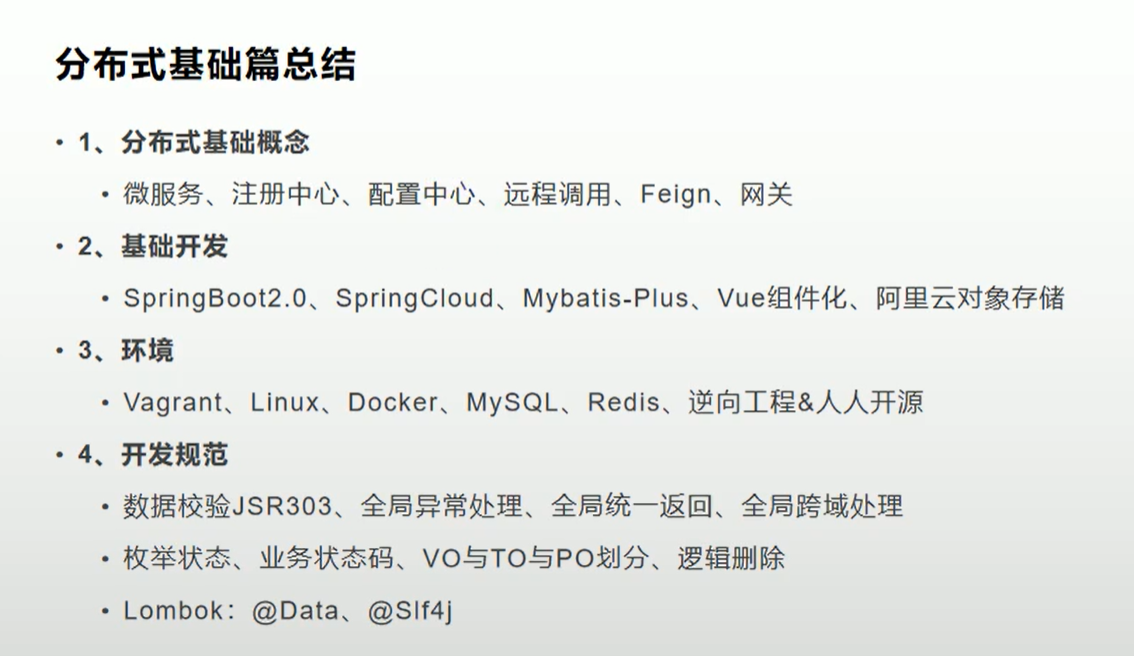 分布式基础篇总结
• 1、分布式基础概念
• 微服务、注册中心、配置中心、远程调用、Feign、网关
• 2、基础开发
• SpringBoot2.0、SpringCloud、Mybatis-Plus、Vue组件化、阿里云对象存储
• 3、环境
• Vagrant、Linux、Docker、MySQL、Redis、逆向工程&人人开源
• 4、开发规范
• 数据校验JSR303、全局异常处理、全局统一返回、全局跨域处理
• 枚举状态、业务状态码、VO与TO与PO划分、逻辑删除
• Lombok：@Data、@Slf4j